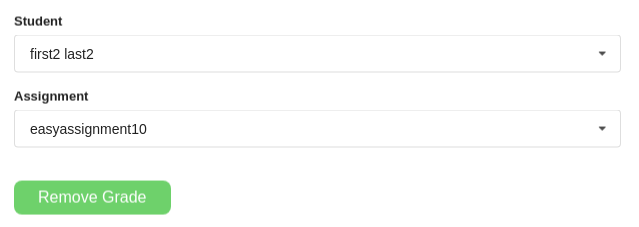 Student
first2 last2
Assignment
easyassignment10
Remove Grade